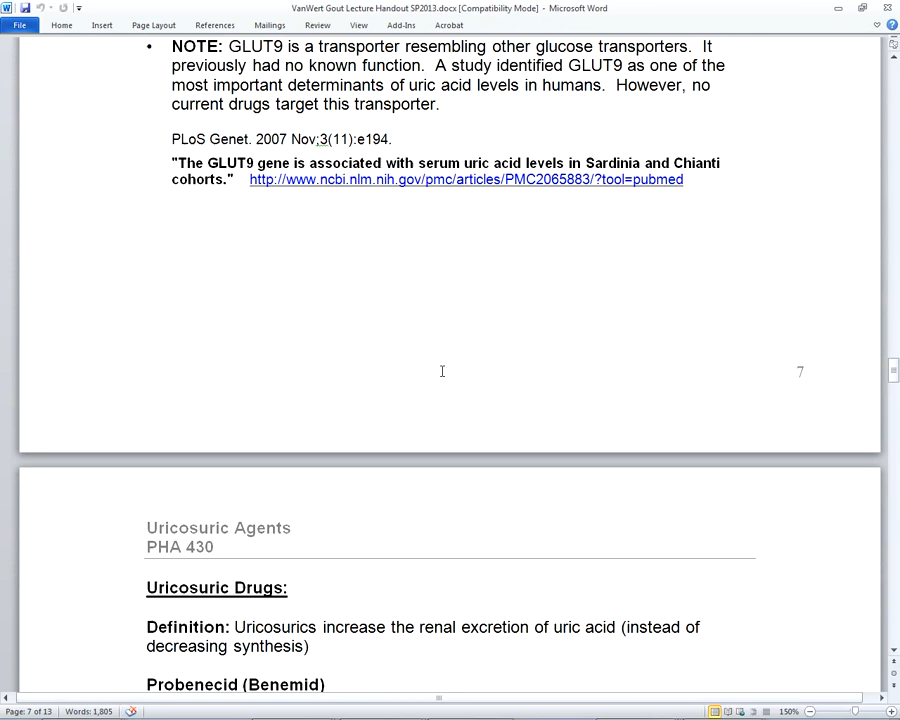 VanWert Gout Lecture Handout SP2013.docx [Compatibility Mode] - Microsoft Word
File Home Insert Page Layout References Mailings Review View Add-Ins Acrobat
• NOTE: GLUT9 is a transporter resembling other glucose transporters. It
previously had no known function. A study identified GLUT9 as one of the
most important determinants of uric acid levels in humans. However, no
current drugs target this transporter.
PLoS Genet. 2007 Nov;3(11):e194.
"The GLUT9 gene is associated with serum uric acid levels in Sardinia and Chianti
cohorts." http://www.ncbi.nlm.nih.gov/pmc/articles/PMC2065883/?tool=pubmed
7
Uricosuric Agents
PHA 430
Uricosuric Drugs:
Definition: Uricosurics increase the renal excretion of uric acid (instead of
decreasing synthesis)
Probenecid (Benemid)
Page: 7 of 13 Words: 1,805 150%